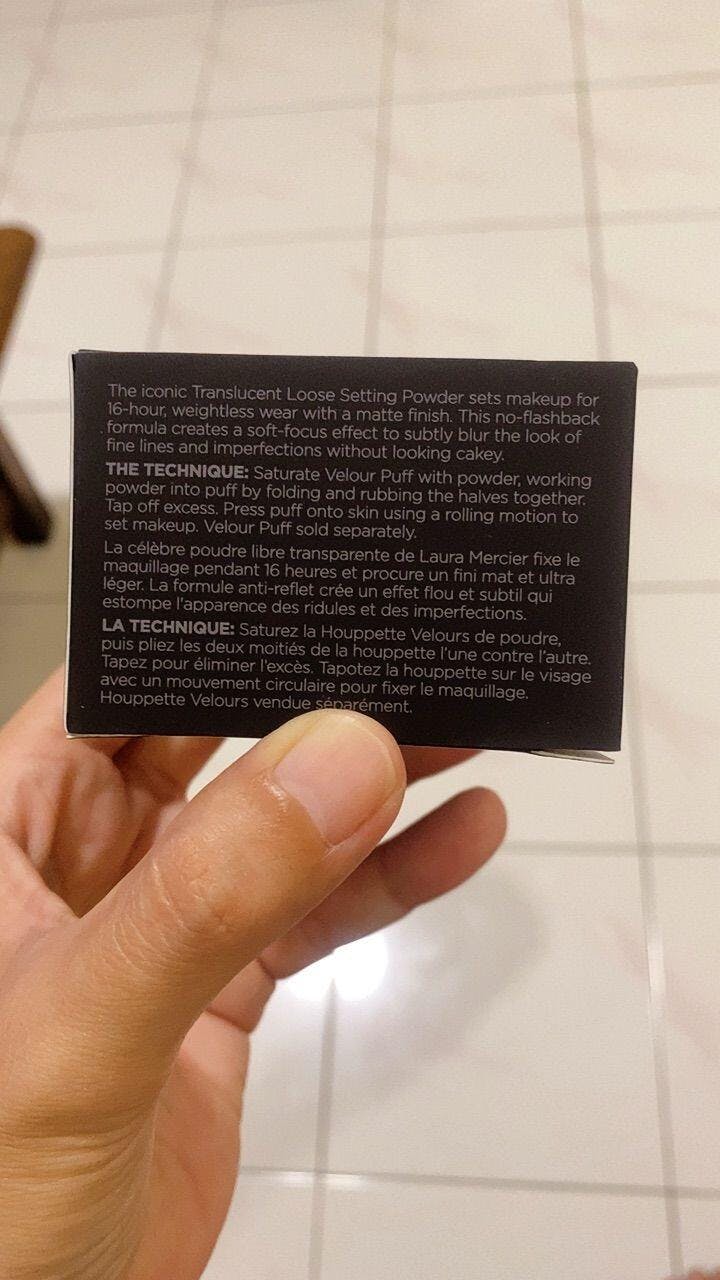 The iconic Translucent Loose Setting Powder sets makeup for
16-hour, weightless wear with a matte finish. This no-flashback
formula creates a soft-focus effect to subtly blur the look of
fine lines and imperfections without looking cakey.
THE TECHNIQUE: Saturate Velour Puff with powder, working
powder into puff by folding and rubbing the halves together.
Tap off excess. Press puff onto skin using a rolling motion to
set makeup. Velour Puff sold separately.
La célèbre poudre libre transparente de Laura Mercier fixe le
maquillage pendant 16 heures et procure un fini mat et ultra
léger. La formule anti-reflet crée un effet flou et subtil qui
estompe l'apparence des ridules et des imperfections.
LA TECHNIQUE: Saturez la Houppette Velours de poudre,
puis pliez les deux moitiés de la houppette l'une contre l'autre.
Tapez pour éliminer l'excès. Tapotez la houppette sur le visage
avec un mouvement circulaire pour fixer le maquillage.
Houppette Velours vendue séparément.